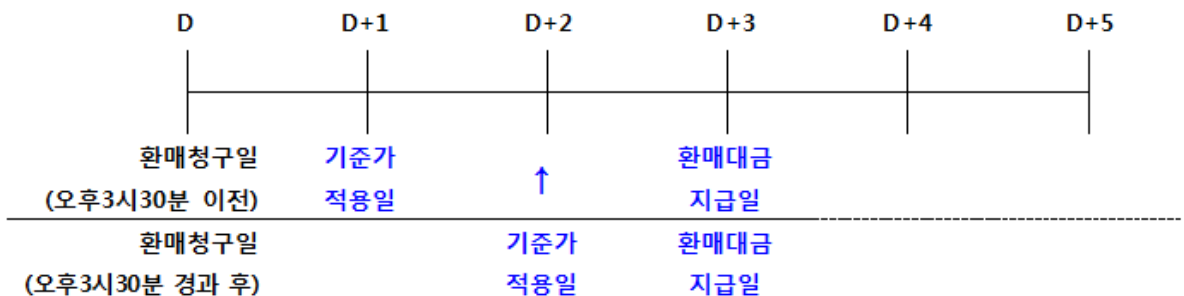 D D+1 D+2 D+3 D+4 D+5
환매청구일 기준가 환매대금
(오후3시30분 이전) 적용일 ↑ 지급일
환매청구일 기준가 환매대금
(오후3시30분 경과 후) 적용일 지급일